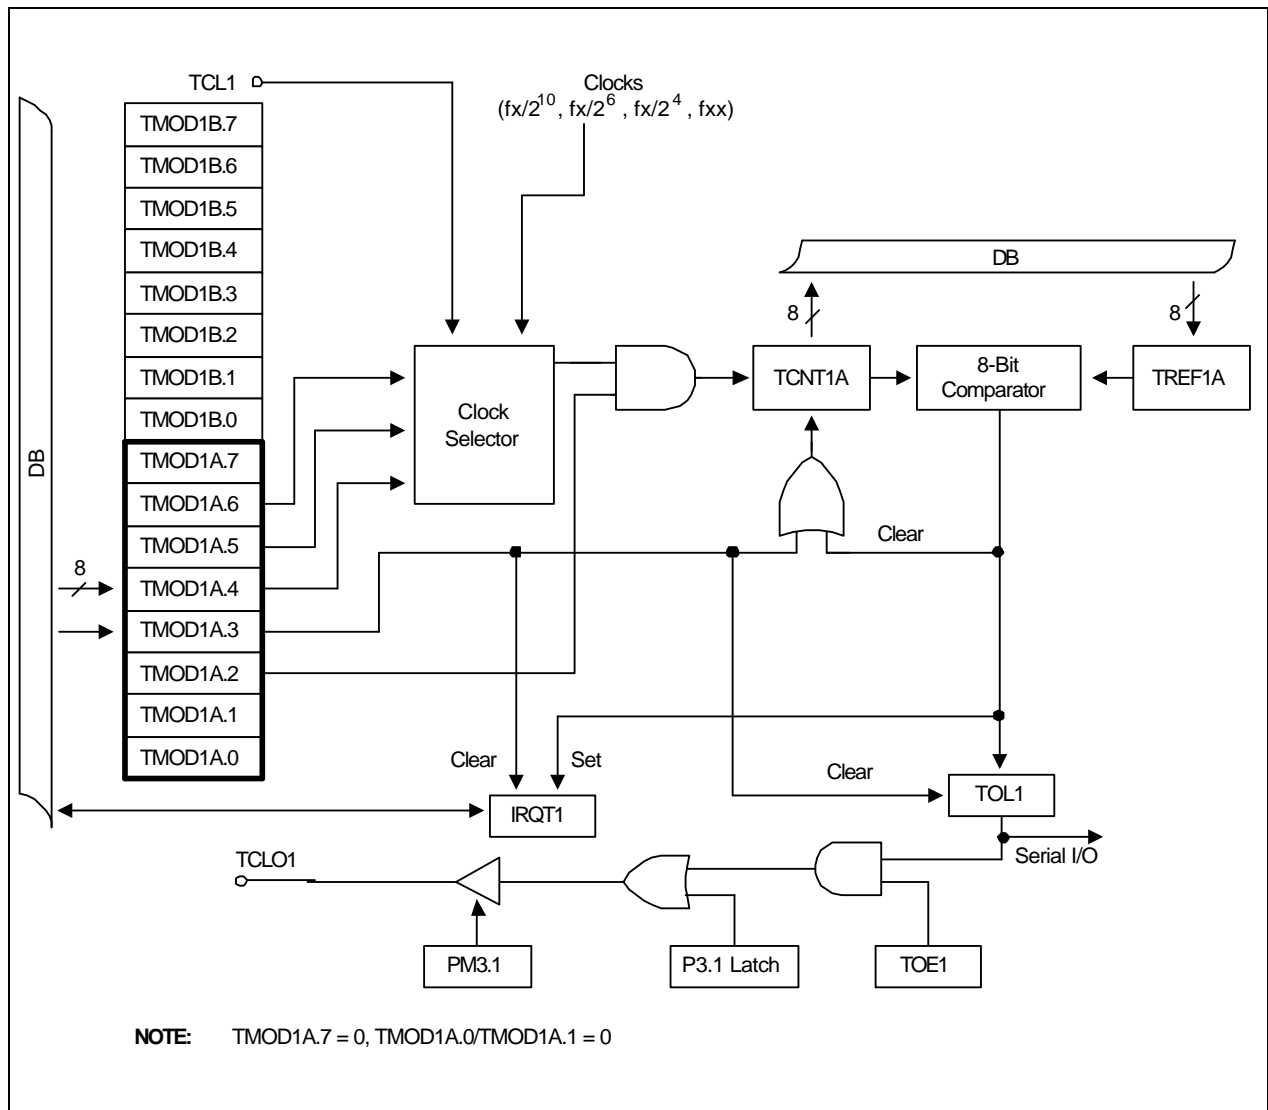 TCL1
Clocks
(fx/2^10, fx/2^6 , fx/2^4 , fxx)
TMOD1B.7
TMOD1B.6
TMOD1B.5
TMOD1B.4
TMOD1B.3
TMOD1B.2
TMOD1B.1
TMOD1B.0
TMOD1A.7
TMOD1A.6
TMOD1A.5
TMOD1A.4
TMOD1A.3
TMOD1A.2
TMOD1A.1
TMOD1A.0
DB
8
Clock
Selector
DB
8
8
TCNT1A
8-Bit
Comparator
TREF1A
Clear
Clear
Set
Clear
IRQT1
TOL1
Serial I/O
TCLO1
PM3.1
P3.1 Latch
TOE1
NOTE: TMOD1A.7 = 0, TMOD1A.0/TMOD1A.1 = 0